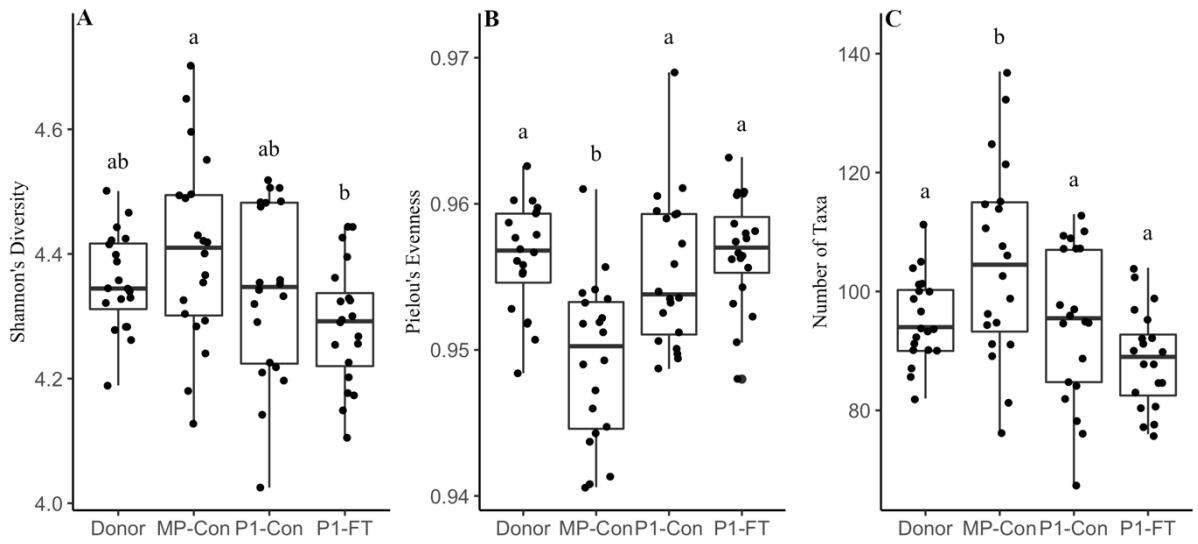 A
Shannon's Diversity
4.6
4.4
4.2
4.0
ab
a
ab
b
Donor MP-Con P1-Con P1-FT
B
Pielou's Evenness
0.97
0.96
0.95
0.94
a
b
a
a
Donor MP-Con P1-Con P1-FT
C
Number of Taxa
140
120
100
80
a
b
a
a
Donor MP-Con P1-Con P1-FT